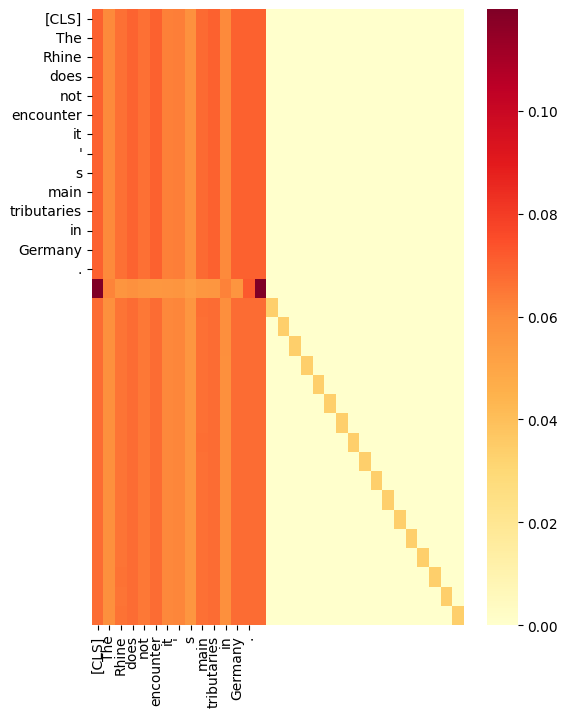 [CLS]
The
Rhine
does
not
encounter
it
'
s
main
tributaries
in
Germany
.
0.10
0.08
0.06
0.04
0.02
0.00
[CLS]
The
Rhine
does
not
encounter
it
'
s
main
tributaries
in
Germany
.